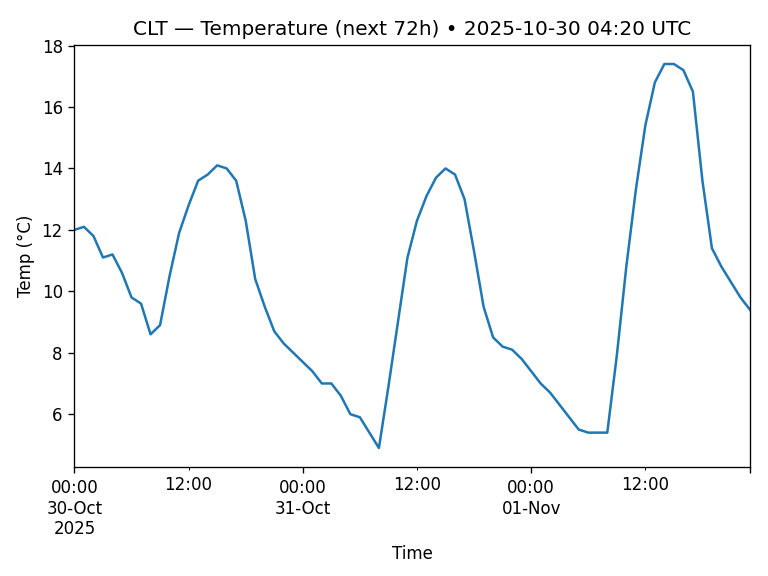 CLT — Temperature (next 72h) • 2025-10-30 04:20 UTC
18
16
14
12
10
8
6
Temp (°C)
00:00 12:00 00:00 12:00 00:00 12:00
30-Oct 31-Oct 01-Nov
2025
Time